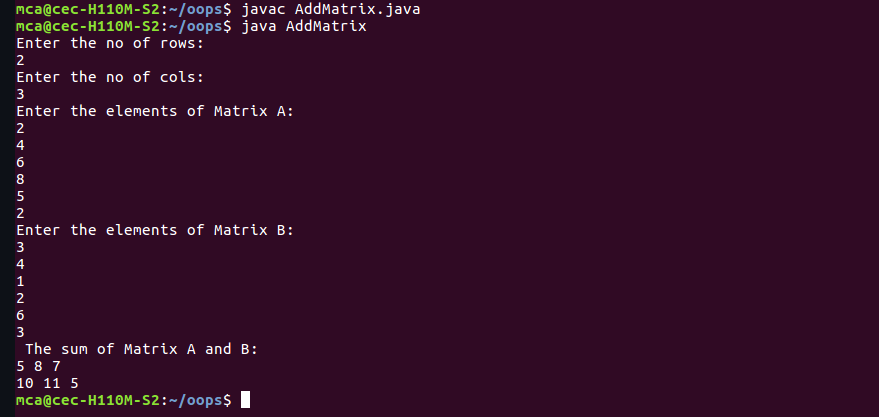 mca@cec-H110M-S2:~/oops$ javac AddMatrix.java
mca@cec-H110M-S2:~/oops$ java AddMatrix
Enter the no of rows:
2
Enter the no of cols:
3
Enter the elements of Matrix A:
2
4
6
8
5
2
Enter the elements of Matrix B:
3
4
1
2
6
3
 The sum of Matrix A and B:
5 8 7
10 11 5
mca@cec-H110M-S2:~/oops$